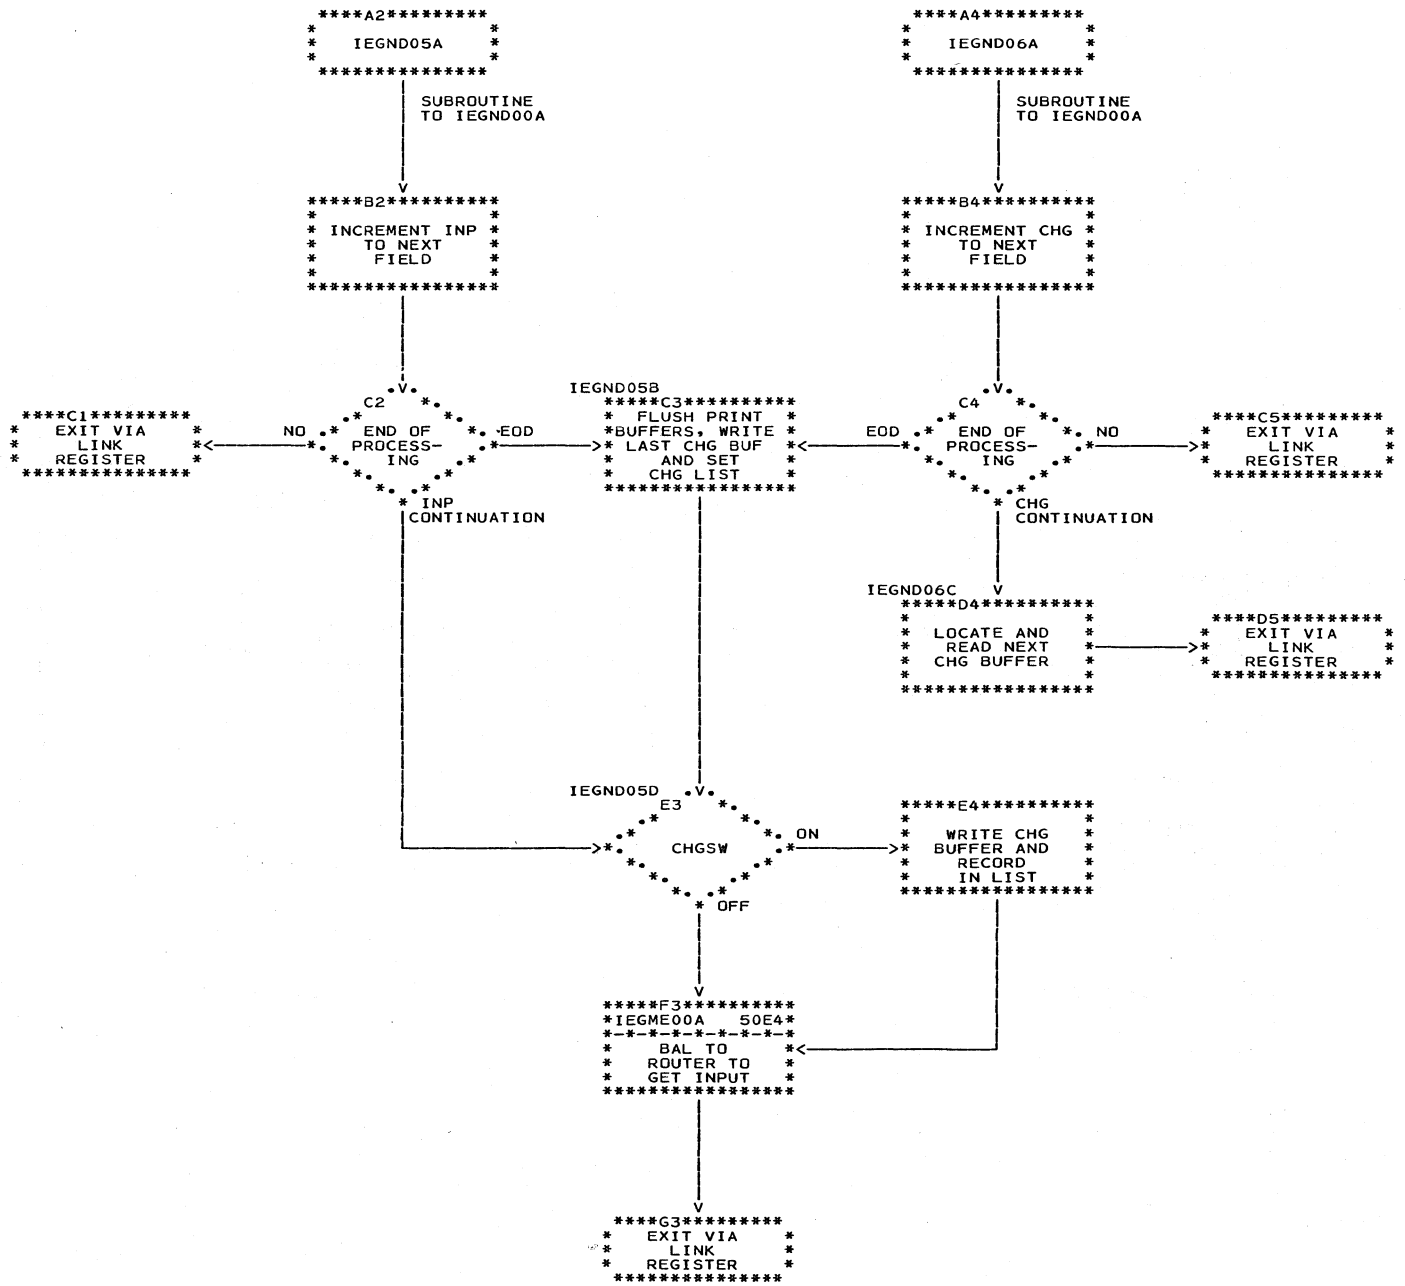 ****A2*********
IEGND05A
****A4*********
IEGND06A
SUBROUTINE
TO IEGND00A
SUBROUTINE
TO IEGND00A
*****B2**********
INCREMENT INP
TO NEXT
FIELD
*****B4**********
INCREMENT CHG
TO NEXT
FIELD
****C1*********
EXIT VIA
LINK
REGISTER
NO
C2
END OF
PROCESS-
ING
EOD
INP
CONTINUATION
IEGND05B
*****C3**********
FLUSH PRINT
BUFFERS, WRITE
LAST CHG BUF
AND SET
CHG LIST
EOD
C4
END OF
PROCESS-
ING
NO
CHG
CONTINUATION
****C5*********
EXIT VIA
LINK
REGISTER
IEGND06C
*****D4**********
LOCATE AND
READ NEXT
CHG BUFFER
****D5*********
EXIT VIA
LINK
REGISTER
IEGND05D
E3
CHGSW
ON
OFF
*****E4**********
WRITE CHG
BUFFER AND
RECORD
IN LIST
*****F3**********
*IEGME00A 50E4*
*-*-*-*-*-*-*-*-*
BAL TO
ROUTER TO
GET INPUT
****G3*********
EXIT VIA
LINK
REGISTER